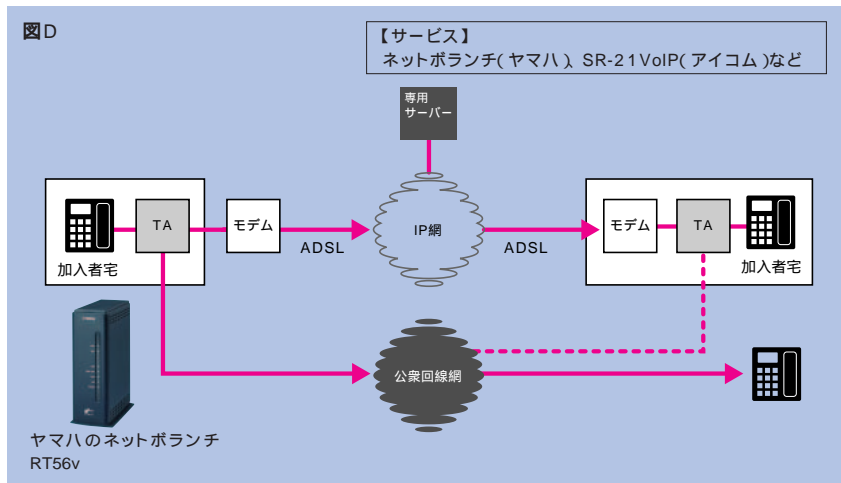 図D
【サービス】
ネットボランチ(ヤマハ)、SR-21VoIP(アイコム)など
専用
サーバー
TA
モデム
ADSL
IP網
ADSL
モデム
TA
加入者宅
加入者宅
公衆回線網
ヤマハのネットボランチ
RT56v